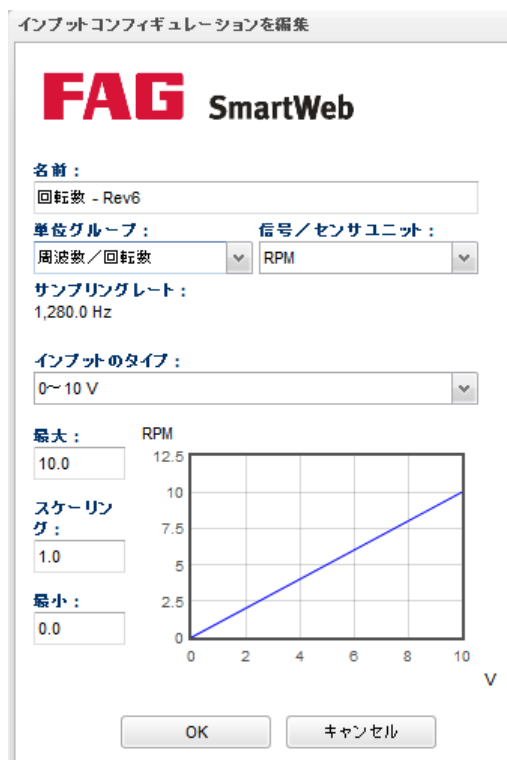 インプットコンフィギュレーションを編集
FAG SmartWeb
名前：
回転数 - Rev6
単位グループ： 信号／センサユニット：
周波数／回転数 RPM
サンプリングレート：
1,280.0 Hz
インプットのタイプ：
0～10 V
最大： RPM
10.0
12.5
10
スケーリン
グ：
7.5
1.0
5
最小：
2.5
0.0
0
0 2 4 6 8 10
V
OK キャンセル